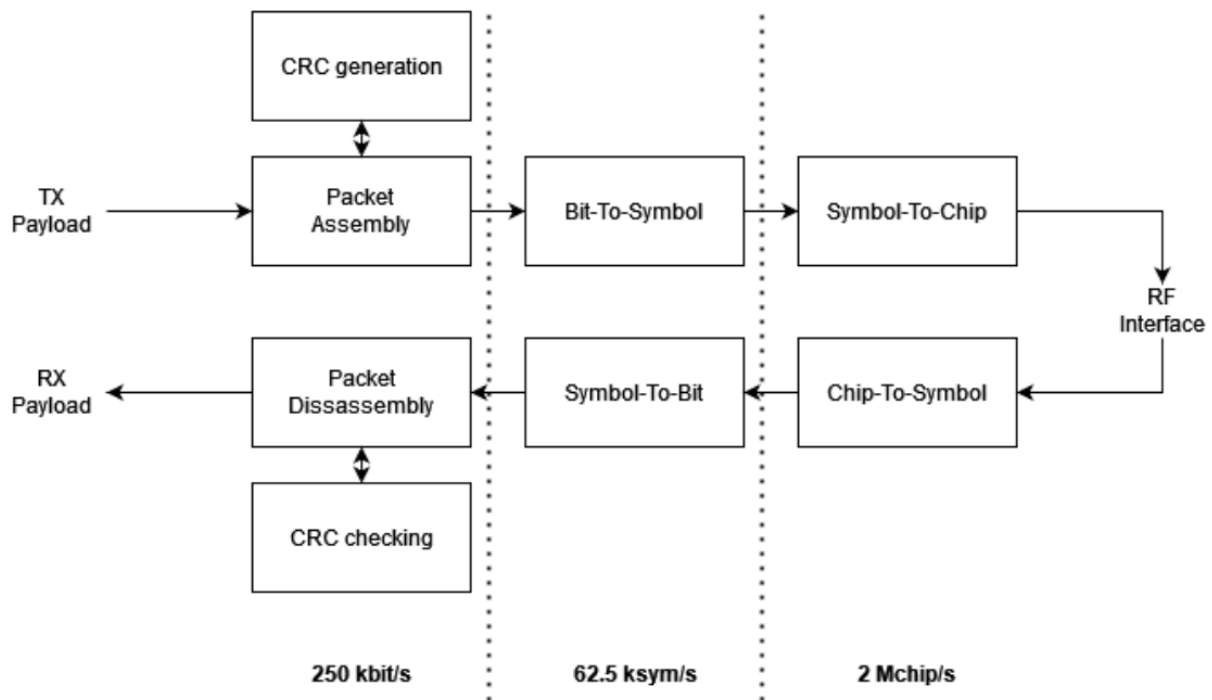 CRC generation
TX
Payload
Packet
Assembly
Bit-To-Symbol
Symbol-To-Chip
RF
Interface
RX
Payload
Packet
Dissassembly
Symbol-To-Bit
Chip-To-Symbol
CRC checking
250 kbit/s
62.5 ksym/s
2 Mchip/s